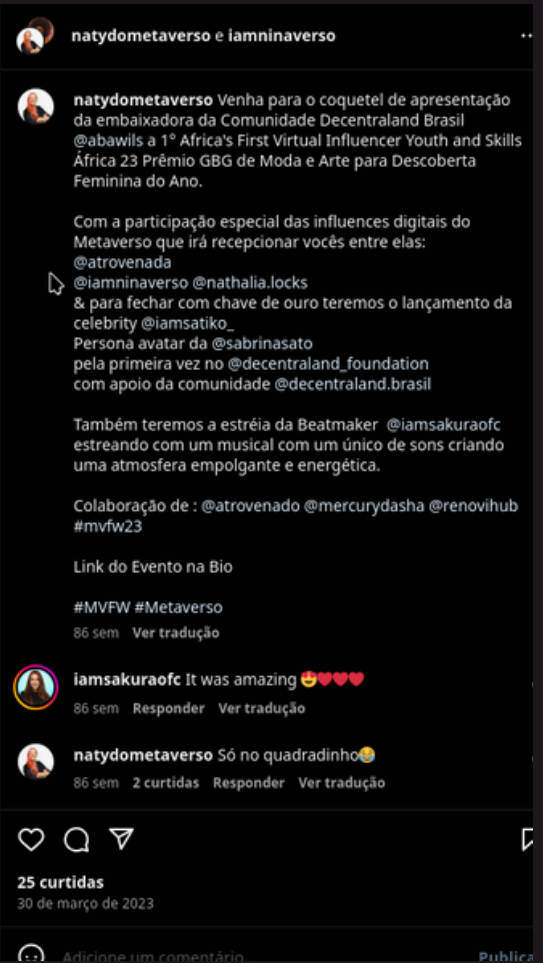 natydometaverso e iamninaverso
natydometaverso Venha para o coquetel de apresentação
da embaixadora da Comunidade Decentraland Brasil
@abawils a 1° Africa's First Virtual Influencer Youth and Skills
África 23 Prêmio GBG de Moda e Arte para Descoberta
Feminina do Ano.
Com a participação especial das influences digitais do
Metaverso que irá recepcionar vocês entre elas:
@atrovenada
@iamninaverso @nathalia.locks
& para fechar com chave de ouro teremos o lançamento da
celebrity @iamsatiko_
Persona avatar da @sabrinasato
pela primeira vez no @decentraland_foundation
com apoio da comunidade @decentraland.brasil
Também teremos a estréia da Beatmaker @iamsakuraofc
estreando com um musical com um único de sons criando
uma atmosfera empolgante e energética.
Colaboração de : @atrovenado @mercurydasha @renovihub
#mvfw23
Link do Evento na Bio
#MVFW #Metaverso
86 sem Ver tradução
iamsakuraofc It was amazing 😍❤️❤️❤️
86 sem Responder Ver tradução
natydometaverso Só no quadradinho😂
86 sem 2 curtidas Responder Ver tradução
25 curtidas
30 de março de 2023
Adicione um comentário...
Publica